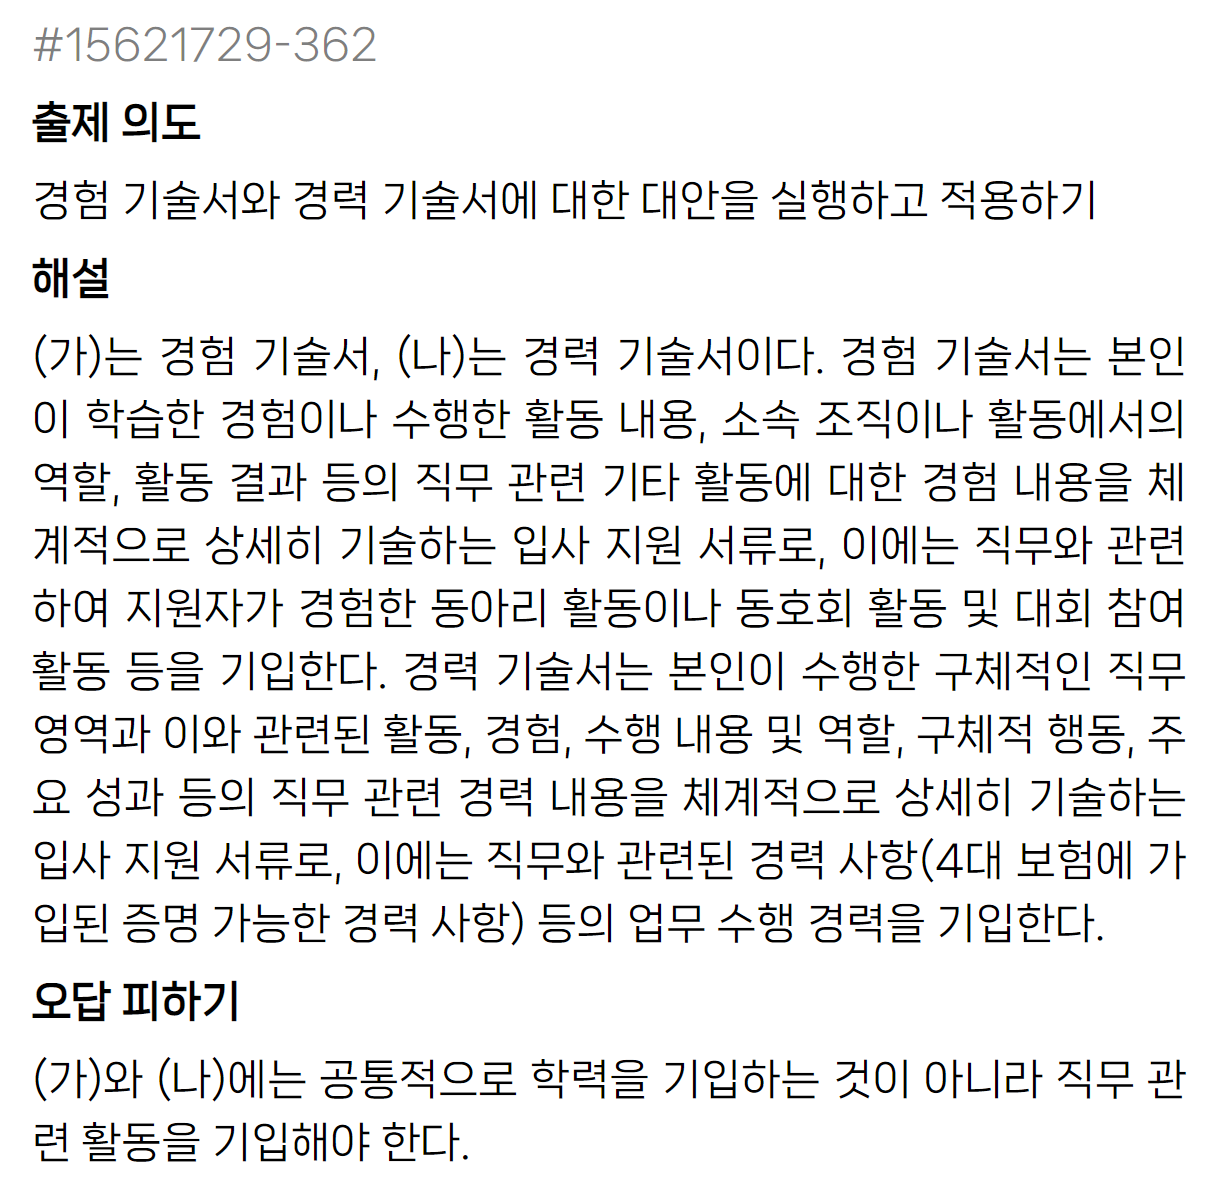 #15621729-362
출제 의도
경험 기술서와 경력 기술서에 대한 대안을 실행하고 적용하기
해설
(가)는 경험 기술서, (나)는 경력 기술서이다. 경험 기술서는 본인
이 학습한 경험이나 수행한 활동 내용, 소속 조직이나 활동에서의
역할, 활동 결과 등의 직무 관련 기타 활동에 대한 경험 내용을 체
계적으로 상세히 기술하는 입사 지원 서류로, 이에는 직무와 관련
하여 지원자가 경험한 동아리 활동이나 동호회 활동 및 대회 참여
활동 등을 기입한다. 경력 기술서는 본인이 수행한 구체적인 직무
영역과 이와 관련된 활동, 경험, 수행 내용 및 역할, 구체적 행동, 주
요 성과 등의 직무 관련 경력 내용을 체계적으로 상세히 기술하는
입사 지원 서류로, 이에는 직무와 관련된 경력 사항(4대 보험에 가
입된 증명 가능한 경력 사항) 등의 업무 수행 경력을 기입한다.
오답 피하기
(가)와 (나)에는 공통적으로 학력을 기입하는 것이 아니라 직무 관
련 활동을 기입해야 한다.